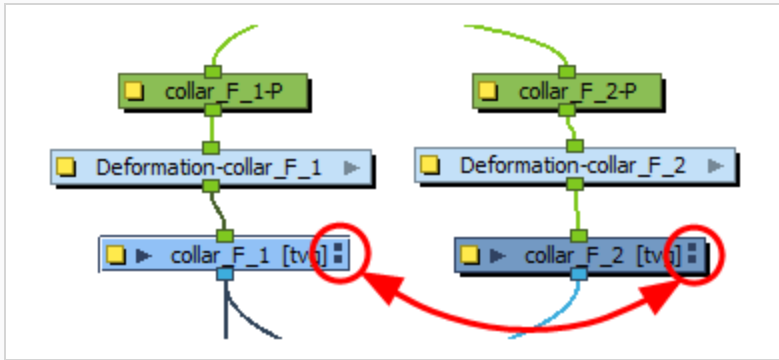 collar_F_1-P
collar_F_2-P
Deformation-collar_F_1
Deformation-collar_F_2
collar_F_1 [tvg]
collar_F_2 [tvg]